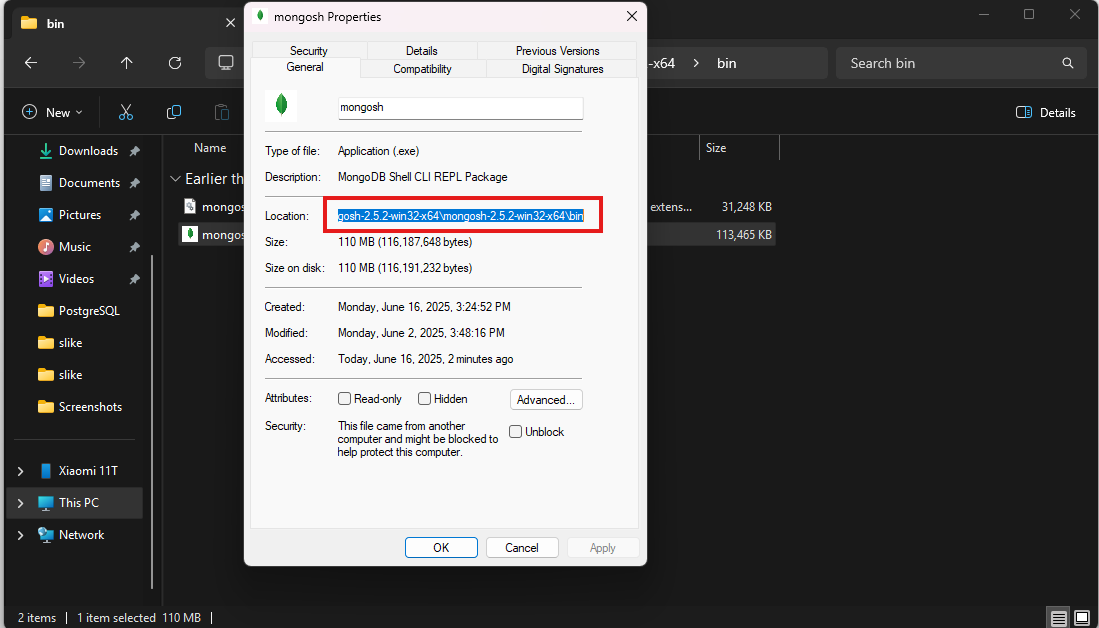 bin
mongosh Properties
-x64 > bin
Search bin
New
Details
Security Details Previous Versions
General Compatibility Digital Signatures
mongosh
Type of file: Application (.exe)
Description: MongoDB Shell CLI REPL Package
Location: gosh-2.5.2-win32-x64\mongosh-2.5.2-win32-x64\bin
Size: 110 MB (116,187,648 bytes)
Size on disk: 110 MB (116,191,232 bytes)
Created: Monday, June 16, 2025, 3:24:52 PM
Modified: Monday, June 2, 2025, 3:48:16 PM
Accessed: Today, June 16, 2025, 2 minutes ago
Attributes: Read-only Hidden Advanced...
Security: This file came from another
computer and might be blocked to
help protect this computer.
Unblock
OK Cancel Apply
Downloads
Documents
Pictures
Music
Videos
PostgreSQL
slike
slike
Screenshots
Xiaomi 11T
This PC
Network
Name Size
Earlier th
mongos extens... 31,248 KB
mongos 113,465 KB
2 items 1 item selected 110 MB